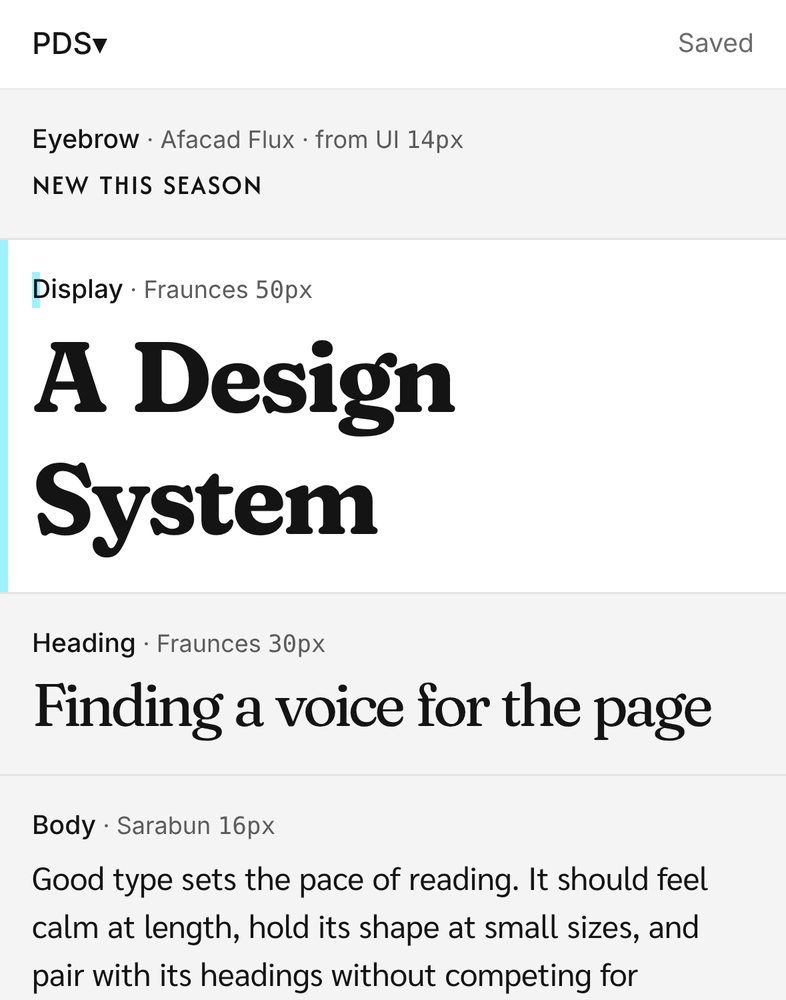 PDS▾
Saved
Eyebrow · Afacad Flux · from UI 14px
NEW THIS SEASON
Display · Fraunces 50px
A Design
System
Heading · Fraunces 30px
Finding a voice for the page
Body · Sarabun 16px
Good type sets the pace of reading. It should feel
calm at length, hold its shape at small sizes, and
pair with its headings without competing for